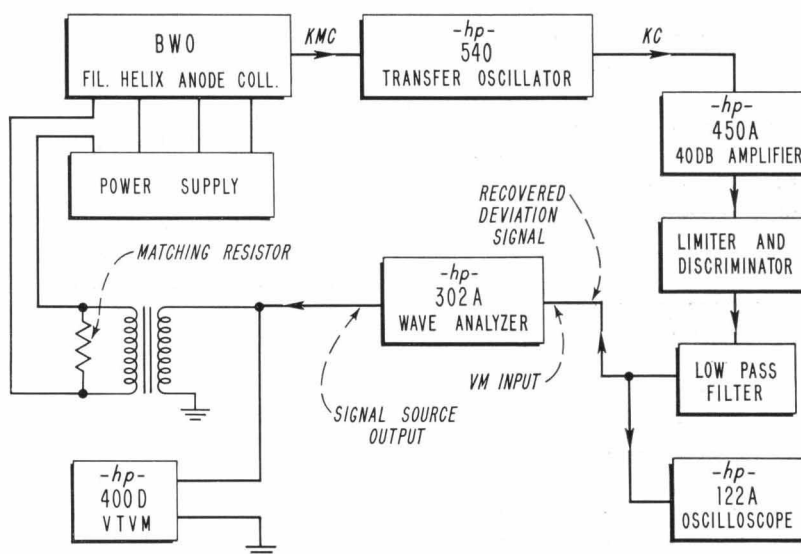 BWO
FIL. HELIX ANODE COLL.
KMC
-hp-
540
TRANSFER OSCILLATOR
KC
-hp-
450A
40DB AMPLIFIER
POWER SUPPLY
RECOVERED
DEVIATION
SIGNAL
LIMITER AND
DISCRIMINATOR
MATCHING RESISTOR
-hp-
302A
WAVE ANALYZER
VM INPUT
LOW PASS
FILTER
SIGNAL SOURCE
OUTPUT
-hp-
400D
VTVM
-hp-
122A
OSCILLOSCOPE